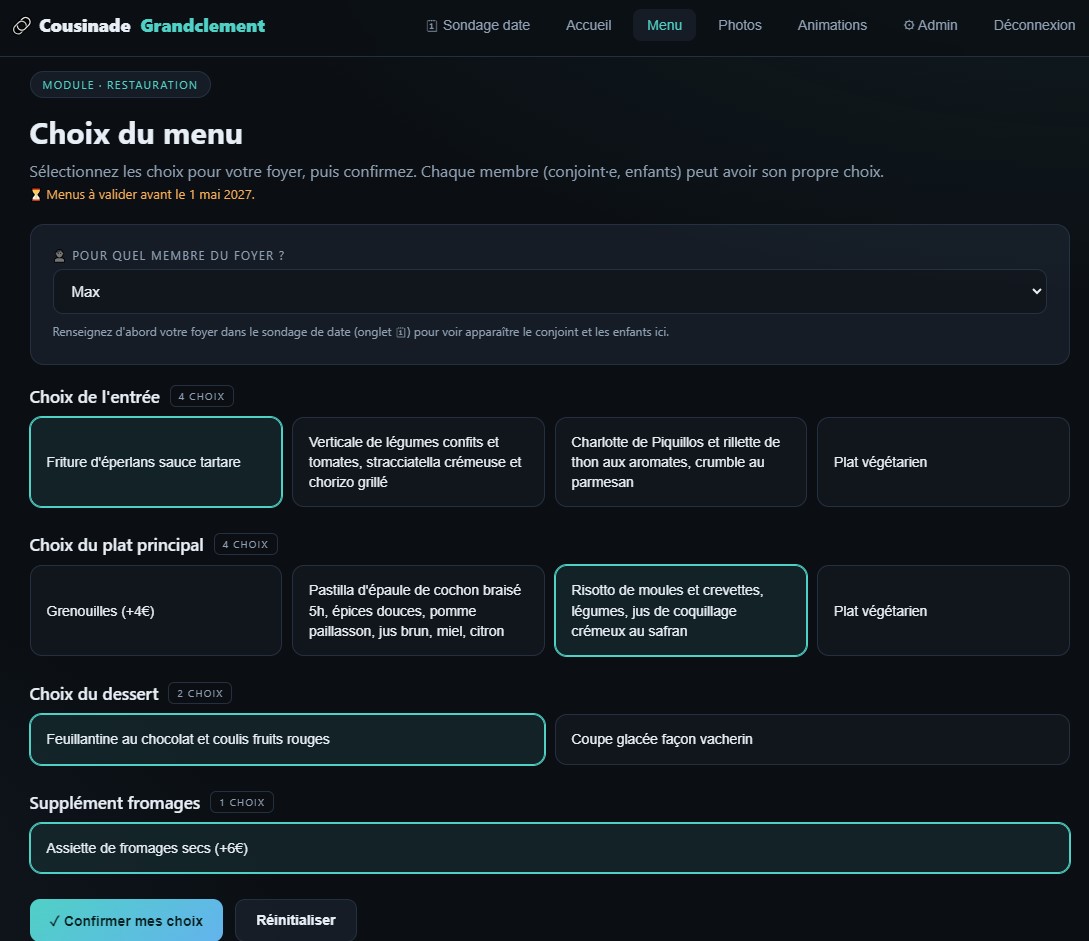 Cousinade Grandclement
Sondage date
Accueil
Menu
Photos
Animations
Admin
Déconnexion
MODULE · RESTAURATION
Choix du menu
Sélectionnez les choix pour votre foyer, puis confirmez. Chaque membre (conjoint·e, enfants) peut avoir son propre choix.
⏳ Menus à valider avant le 1 mai 2027.
POUR QUEL MEMBRE DU FOYER ?
Max
Renseignez d'abord votre foyer dans le sondage de date (onglet 🗓) pour voir apparaître le conjoint et les enfants ici.
Choix de l'entrée 4 CHOIX
Friture d'éperlans sauce tartare
Verticale de légumes confits et
tomates, stracciatella crémeuse et
chorizo grillé
Charlotte de Piquillos et rillette de
thon aux aromates, crumble au
parmesan
Plat végétarien
Choix du plat principal 4 CHOIX
Grenouilles (+4€)
Pastilla d'épaule de cochon braisé
5h, épices douces, pomme
paillasson, jus brun, miel, citron
Risotto de moules et crevettes,
légumes, jus de coquillage
crémeux au safran
Plat végétarien
Choix du dessert 2 CHOIX
Feuillantine au chocolat et coulis fruits rouges
Coupe glacée façon vacherin
Supplément fromages 1 CHOIX
Assiette de fromages secs (+6€)
✓ Confirmer mes choix
Réinitialiser